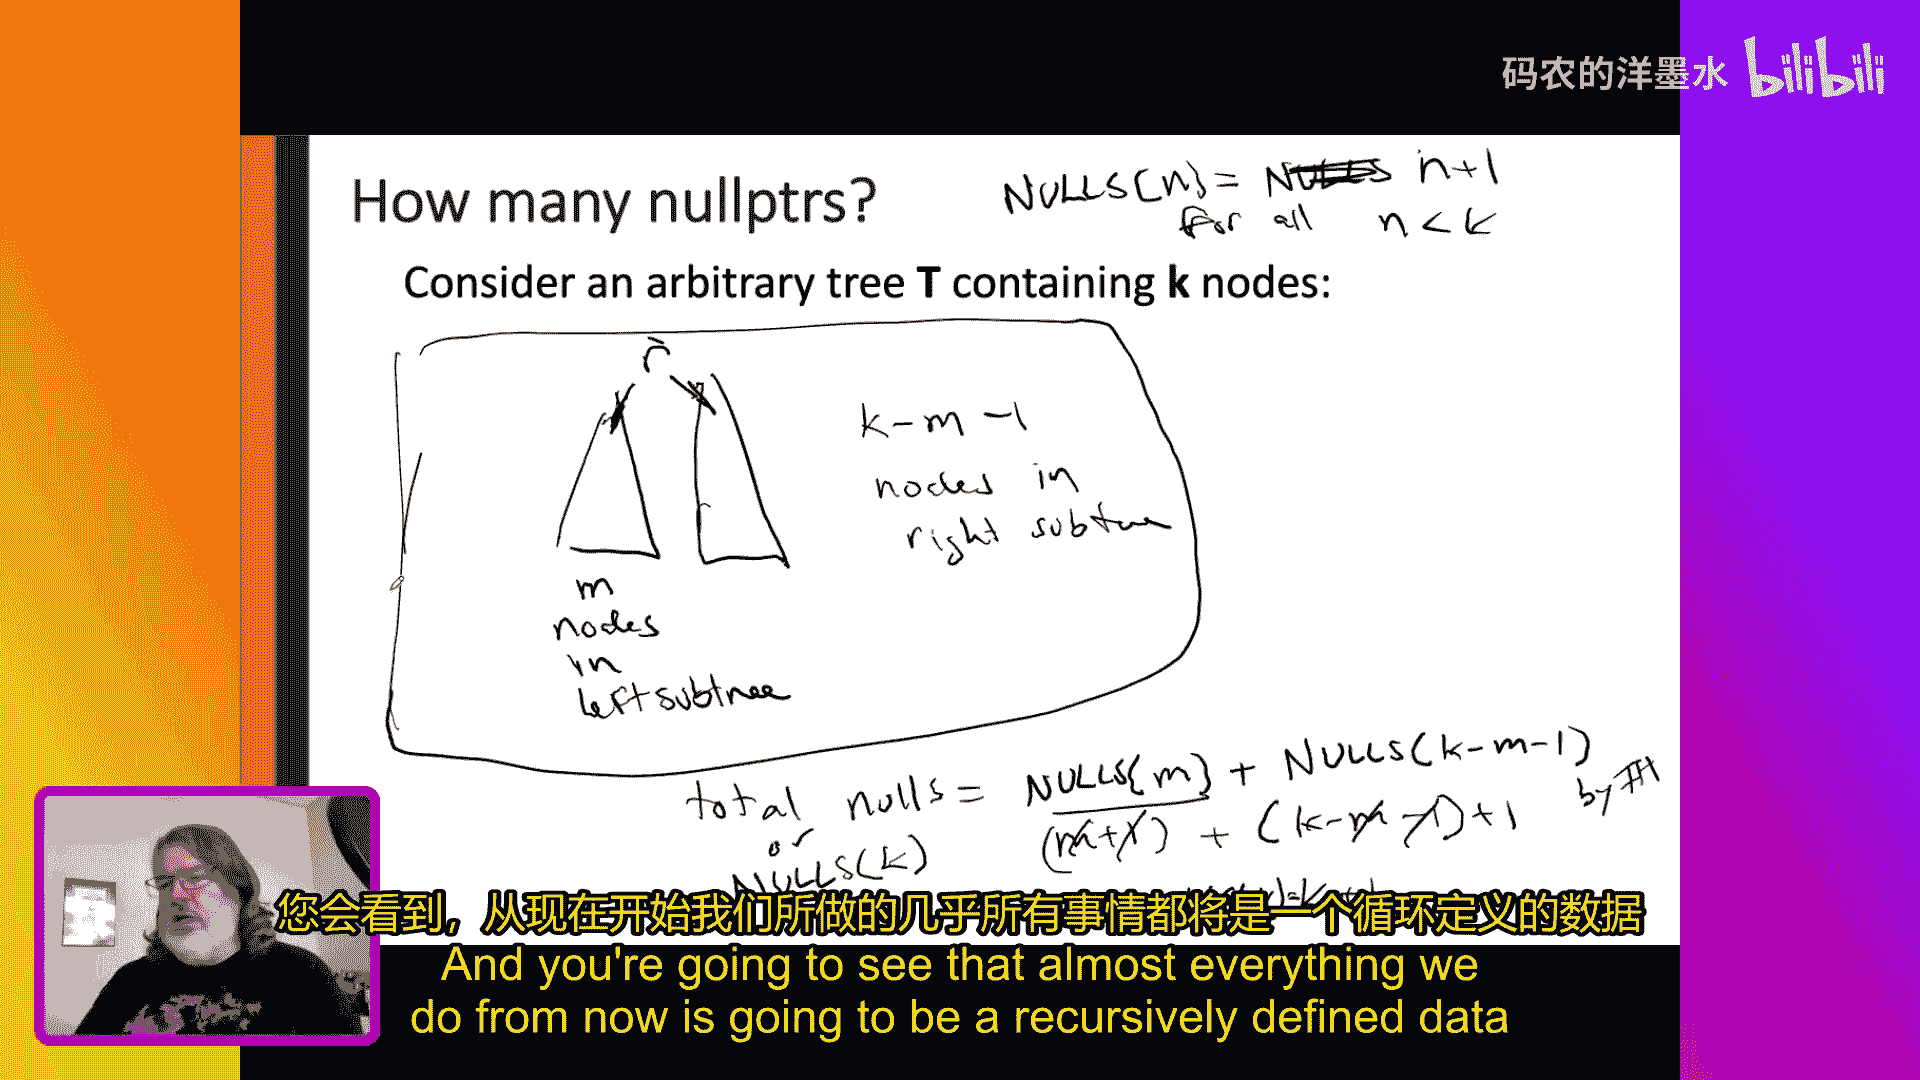 码农的洋墨水 bilibili
How many nullptrs?
NULLS(n) = n+1
for all n < k
Consider an arbitrary tree T containing k nodes:
r
k-m-1
nodes in
right subtree
m
nodes
in
left subtree
total nulls = NULLS(m) + NULLS(k-m-1)
by IH
or (m+1) + (k-m-1)+1
NULLS(k)
您会看到，从现在开始我们所做的几乎所有事情都将是一个循环定义的数据
And you're going to see that almost everything we
do from now is going to be a recursively defined data